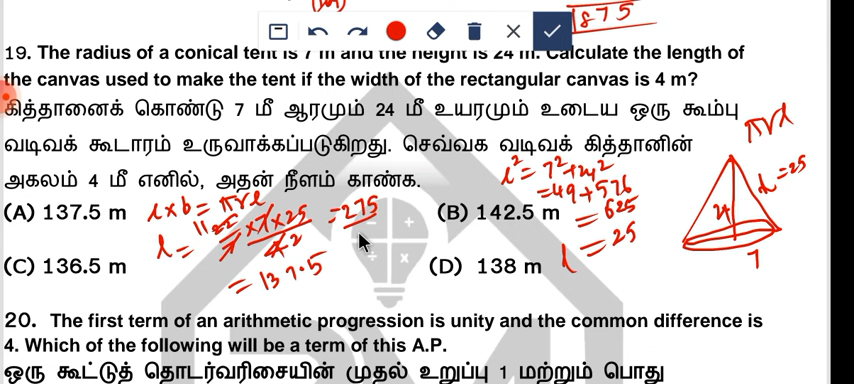 1875
19. The radius of a conical tent is 7 m and the height is 24 m. Calculate the length of
the canvas used to make the tent if the width of the rectangular canvas is 4 m?
கித்தானைக் கொண்டு 7 மீ ஆரமும் 24 மீ உயரமும் உடைய ஒரு கூம்பு
வடிவக் கூடாரம் உருவாக்கப்படுகிறது. செவ்வக வடிவக் கித்தானின்
அகலம் 4 மீ எனில், அதன் நீளம் காண்க.
πrl
l² = 7²+24²
= 49+576
= 625
l = 25
l = 25
24
7
(A) 137.5 m
l x b = πrl
(B) 142.5 m
= 275
= 137.5
(C) 136.5 m
(D) 138 m
20. The first term of an arithmetic progression is unity and the common difference is
4. Which of the following will be a term of this A.P.
ஒரு கூட்டுத் தொடர்வரிசையின் முதல் உறுப்பு 1 மற்றும் பொது